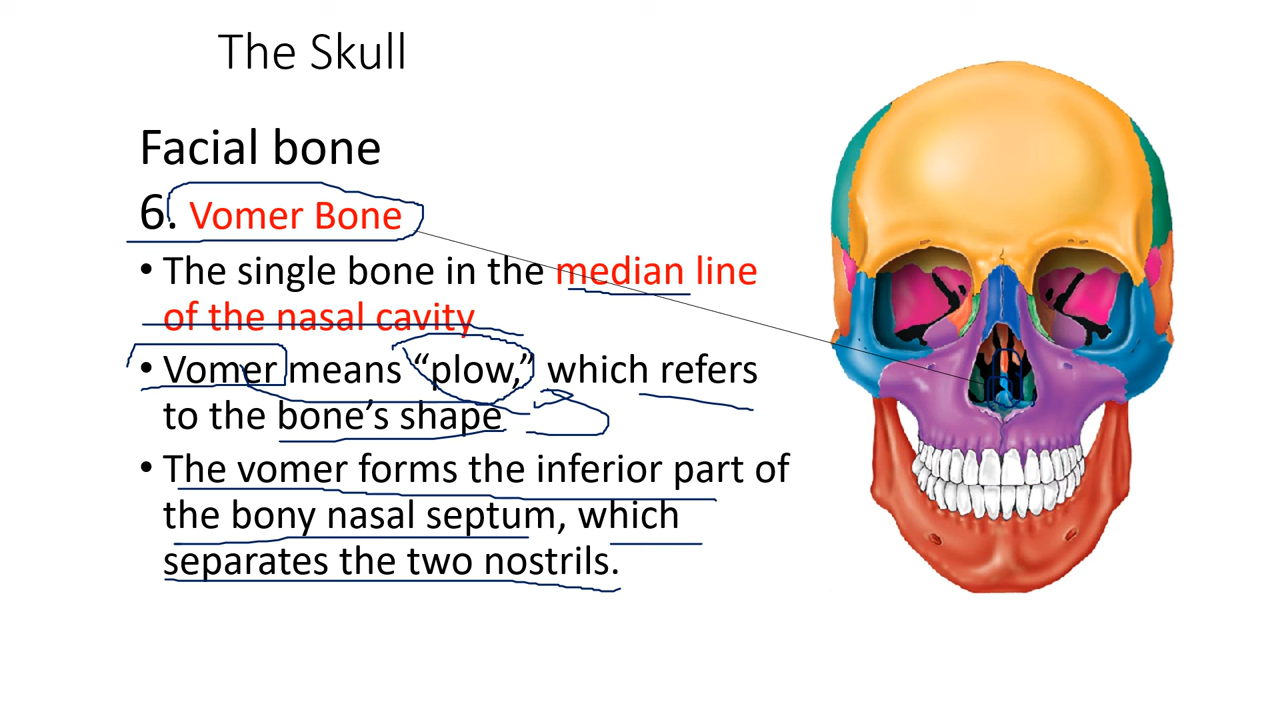 The Skull
Facial bone
6. Vomer Bone
• The single bone in the median line
of the nasal cavity
• Vomer means “plow,” which refers
to the bone’s shape
• The vomer forms the inferior part of
the bony nasal septum, which
separates the two nostrils.